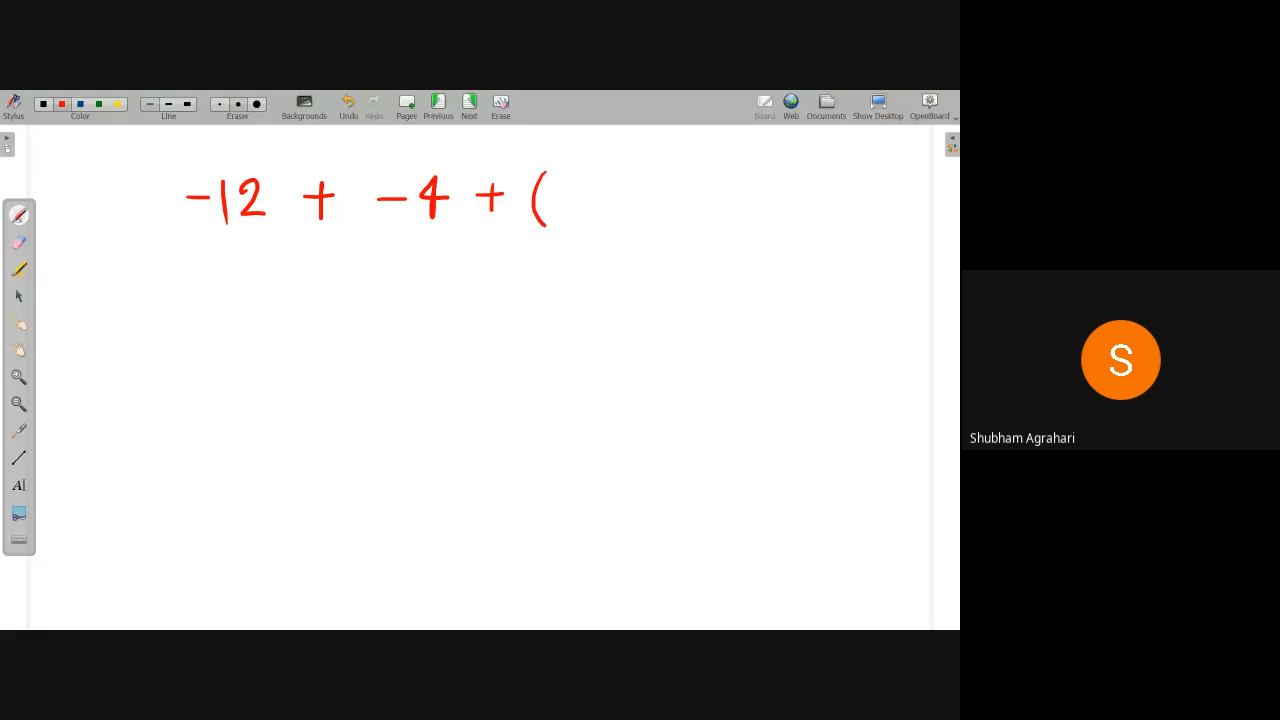 Stylus Color Line Eraser Backgrounds Undo Redo Pages Previous Next Erase Board Web Documents Show Desktop OpenBoard
-12 + -4 + (
AI
S
Shubham Agrahari